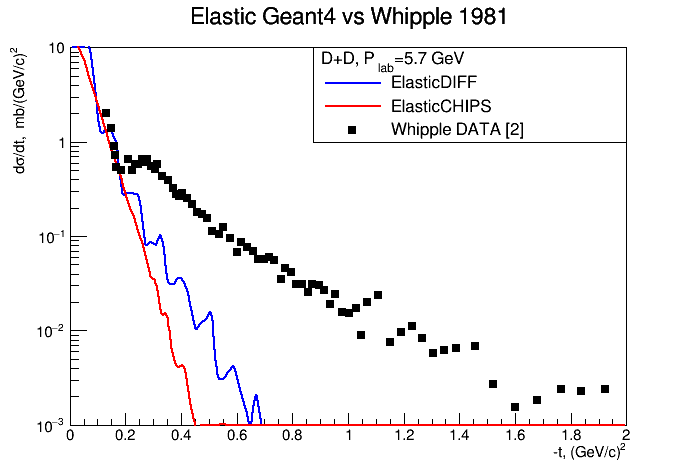 Elastic Geant4 vs Whipple 1981
dσ/dt, mb/(GeV/c)²
D+D, P lab=5.7 GeV
ElasticDIFF
ElasticCHIPS
Whipple DATA [2]
10
1
10⁻¹
10⁻²
10⁻³
0 0.2 0.4 0.6 0.8 1 1.2 1.4 1.6 1.8 2
-t, (GeV/c)²